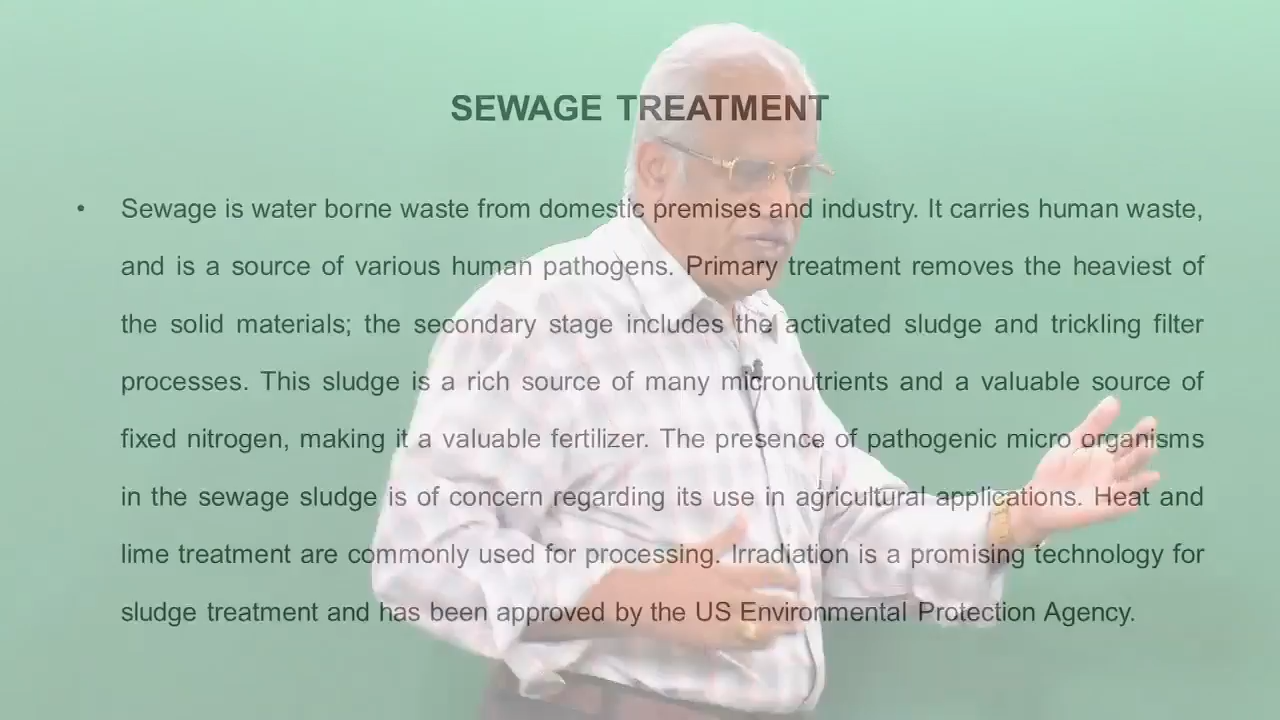 SEWAGE TREATMENT
• Sewage is water borne waste from domestic premises and industry. It carries human waste,
and is a source of various human pathogens. Primary treatment removes the heaviest of
the solid materials; the secondary stage includes the activated sludge and trickling filter
processes. This sludge is a rich source of many micronutrients and a valuable source of
fixed nitrogen, making it a valuable fertilizer. The presence of pathogenic micro organisms
in the sewage sludge is of concern regarding its use in agricultural applications. Heat and
lime treatment are commonly used for processing. Irradiation is a promising technology for
sludge treatment and has been approved by the US Environmental Protection Agency.